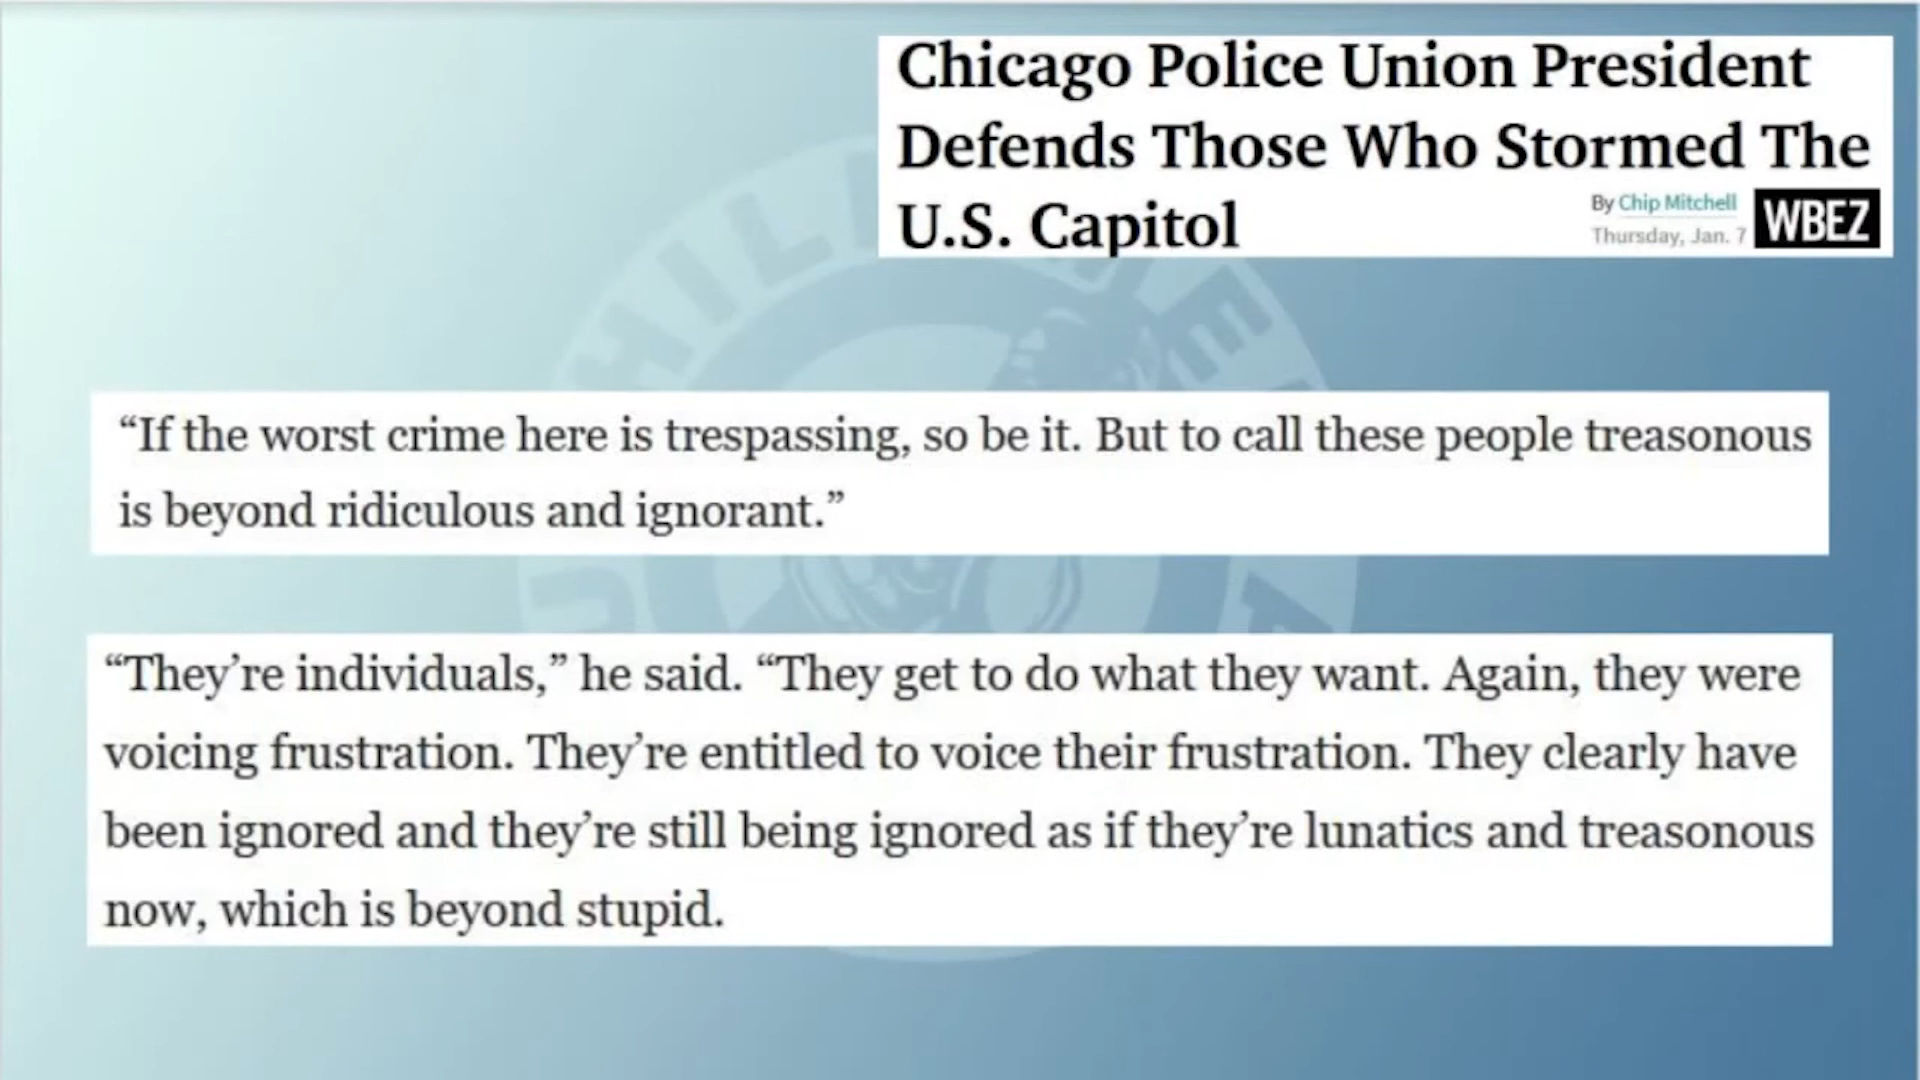 Chicago Police Union President
Defends Those Who Stormed The
U.S. Capitol
By Chip Mitchell
Thursday, Jan. 7
WBEZ
“If the worst crime here is trespassing, so be it. But to call these people treasonous
is beyond ridiculous and ignorant.”
“They’re individuals,” he said. “They get to do what they want. Again, they were
voicing frustration. They’re entitled to voice their frustration. They clearly have
been ignored and they’re still being ignored as if they’re lunatics and treasonous
now, which is beyond stupid.